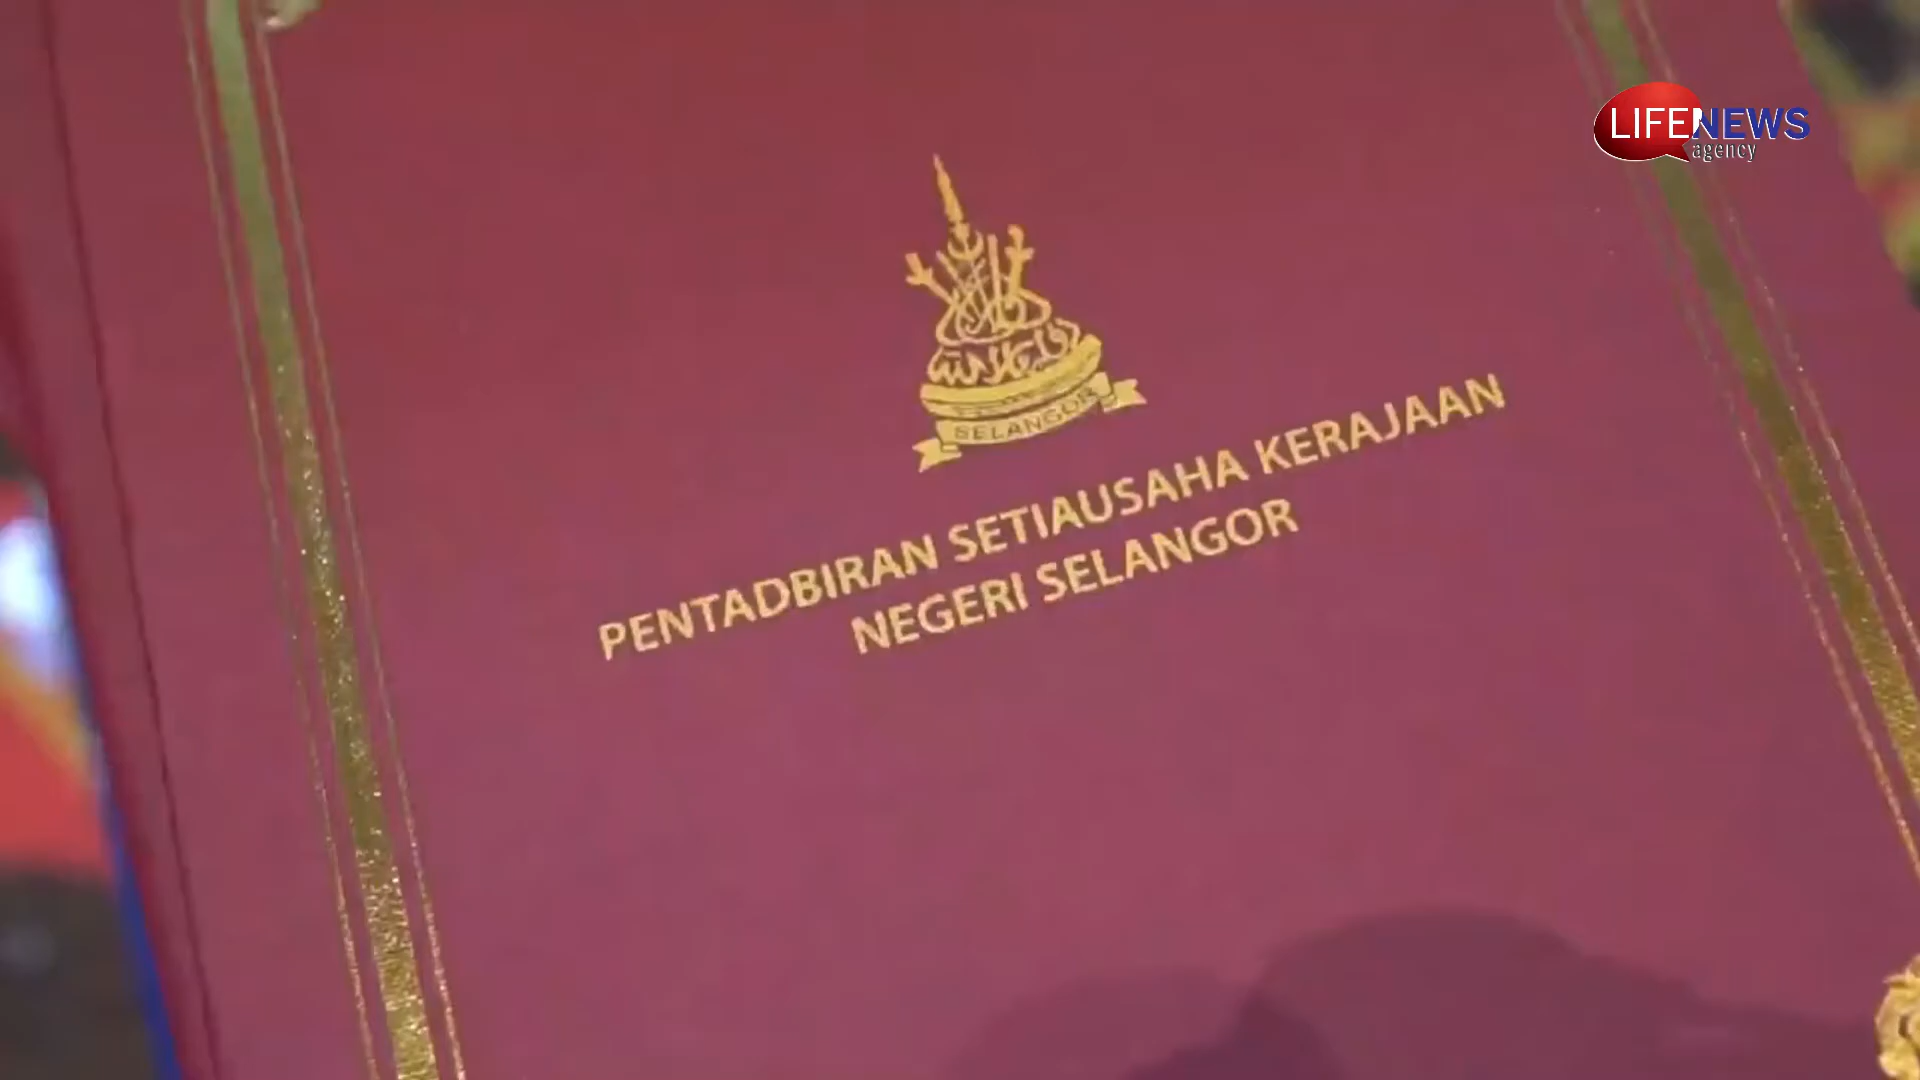 LIFENEWS
agency
SELANGOR
PENTADBIRAN SETIAUSAHA KERAJAAN
NEGERI SELANGOR